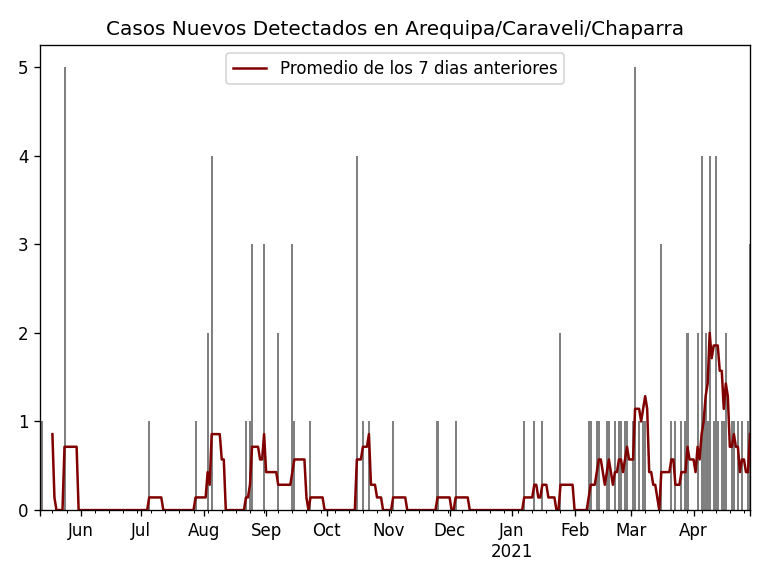 Casos Nuevos Detectados en Arequipa/Caraveli/Chaparra
Promedio de los 7 dias anteriores
5
4
3
2
1
0
Jun Jul Aug Sep Oct Nov Dec Jan Feb Mar Apr
2021